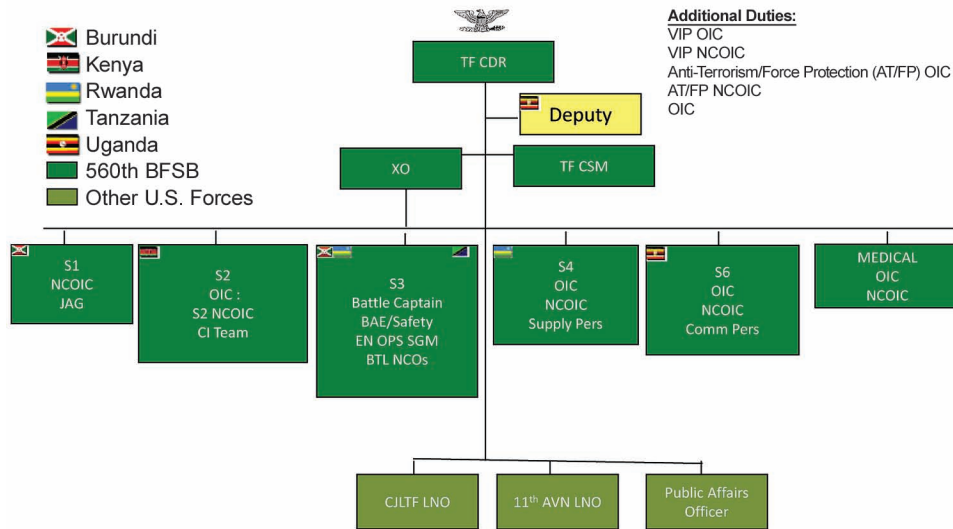 Burundi
Kenya
Rwanda
Tanzania
Uganda
560th BFSB
Other U.S. Forces
TF CDR
Deputy
XO
TF CSM
Additional Duties:
VIP OIC
VIP NCOIC
Anti-Terrorism/Force Protection (AT/FP) OIC
AT/FP NCOIC
OIC
S1
NCOIC
JAG
S2
OIC :
S2 NCOIC
CI Team
S3
Battle Captain
BAE/Safety
EN OPS SGM
BTL NCOs
S4
OIC
NCOIC
Supply Pers
S6
OIC
NCOIC
Comm Pers
MEDICAL
OIC
NCOIC
CJLTF LNO
11th AVN LNO
Public Affairs
Officer